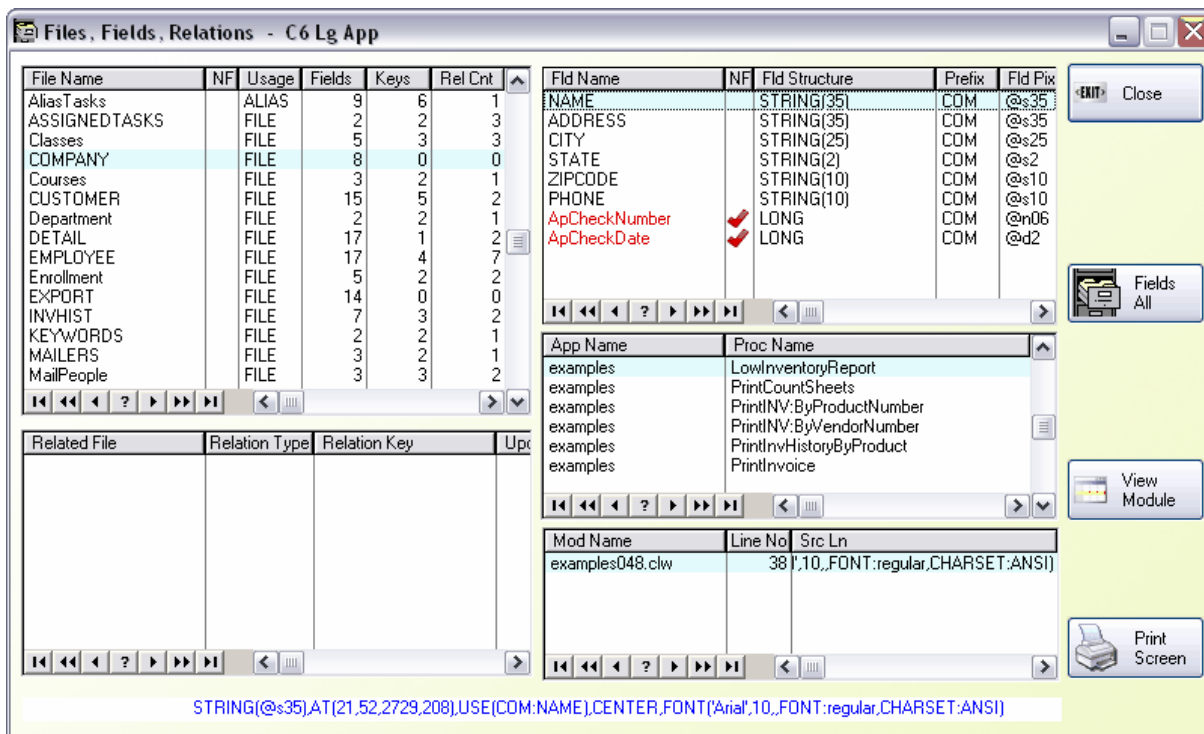 Files, Fields, Relations - C6 Lg App
File Name NF Usage Fields Keys Rel Cnt
AliasTasks ALIAS 9 6 1
ASSIGNEDTASKS FILE 2 2 3
Classes FILE 5 3 3
COMPANY FILE 8 0 0
Courses FILE 3 2 1
CUSTOMER FILE 15 5 2
Department FILE 2 2 1
DETAIL FILE 17 1 2
EMPLOYEE FILE 17 4 7
Enrollment FILE 5 2 2
EXPORT FILE 14 0 0
INVHIST FILE 7 3 2
KEYWORDS FILE 2 2 1
MAILERS FILE 3 2 1
MailPeople FILE 3 3 2
?
Related File Relation Type Relation Key Upd
?
Fld Name NF Fld Structure Prefix Fld Pix
NAME STRING(35) COM @s35
ADDRESS STRING(35) COM @s35
CITY STRING(25) COM @s25
STATE STRING(2) COM @s2
ZIPCODE STRING(10) COM @s10
PHONE STRING(10) COM @s10
ApCheckNumber LONG COM @n06
ApCheckDate LONG COM @d2
?
App Name Proc Name
examples LowInventoryReport
examples PrintCountSheets
examples PrintINV:ByProductNumber
examples PrintINV:ByVendorNumber
examples PrintInvHistoryByProduct
examples PrintInvoice
?
Mod Name Line No Src Ln
examples048.clw 38 ',10,,FONT:regular,CHARSET:ANSI)
?
EXIT Close
Fields
All
View
Module
Print
Screen
STRING(@s35),AT(21,52,2729,208),USE(COM:NAME),CENTER,FONT('Arial',10,,FONT:regular,CHARSET:ANSI)